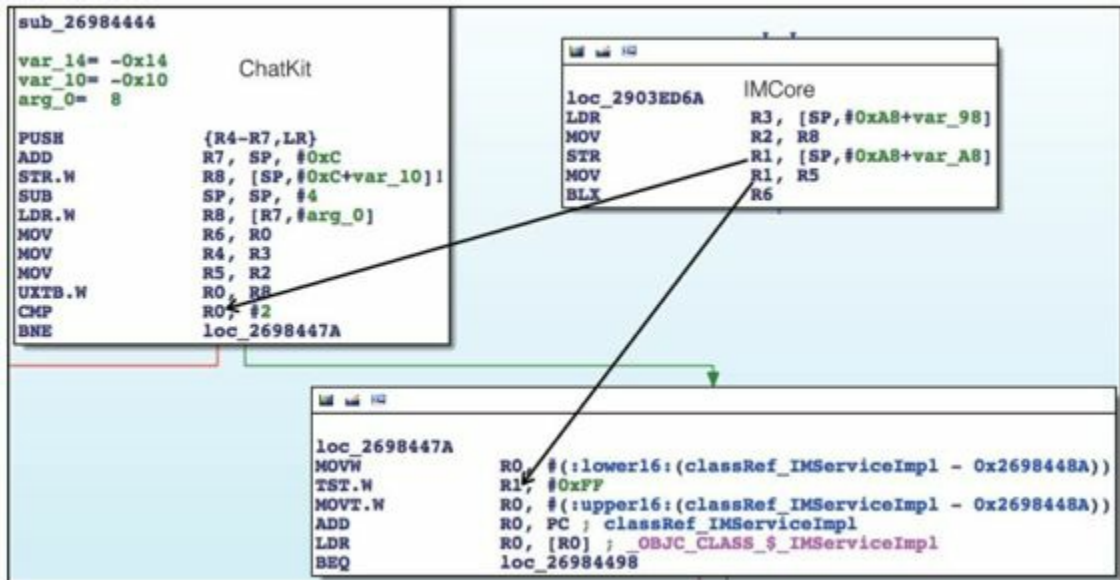 sub_26984444
var_14= -0x14
var_10= -0x10
arg_0= 8
ChatKit
PUSH {R4-R7,LR}
ADD R7, SP, #0xC
STR.W R8, [SP,#0xC+var_10]!
SUB SP, SP, #4
LDR.W R8, [R7,#arg_0]
MOV R6, R0
MOV R4, R3
MOV R5, R2
UXTB.W R0, R8
CMP R0, #2
BNE loc_2698447A
IMCore
loc_2903ED6A
LDR R3, [SP,#0xA8+var_98]
MOV R2, R8
STR R1, [SP,#0xA8+var_A8]
MOV R1, R5
BLX R6
loc_2698447A
MOVW R0, #(:lower16:(classRef_IMServiceImpl - 0x2698448A))
TST.W R1, #0xFF
MOVT.W R0, #(:upper16:(classRef_IMServiceImpl - 0x2698448A))
ADD R0, PC ; classRef_IMServiceImpl
LDR R0, [R0] ; _OBJC_CLASS_$_IMServiceImpl
BEQ loc_26984498